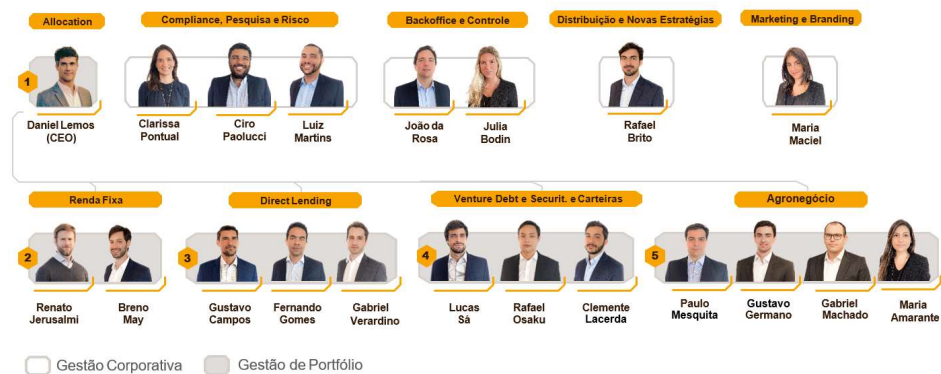 Allocation
Compliance, Pesquisa e Risco
Backoffice e Controle
Distribuição e Novas Estratégias
Marketing e Branding
1
Daniel Lemos
(CEO)
Clarissa
Pontual
Ciro
Paolucci
Luiz
Martins
João da
Rosa
Julia
Bodin
Rafael
Brito
Maria
Maciel
Renda Fixa
Direct Lending
Venture Debt e Securit. e Carteiras
Agronegócio
2
Renato
Jerusalmi
Breno
May
3
Gustavo
Campos
Fernando
Gomes
Gabriel
Verardino
4
Lucas
Sá
Rafael
Osaku
Clemente
Lacerda
5
Paulo
Mesquita
Gustavo
Germano
Gabriel
Machado
Maria
Amarante
Gestão Corporativa
Gestão de Portfólio